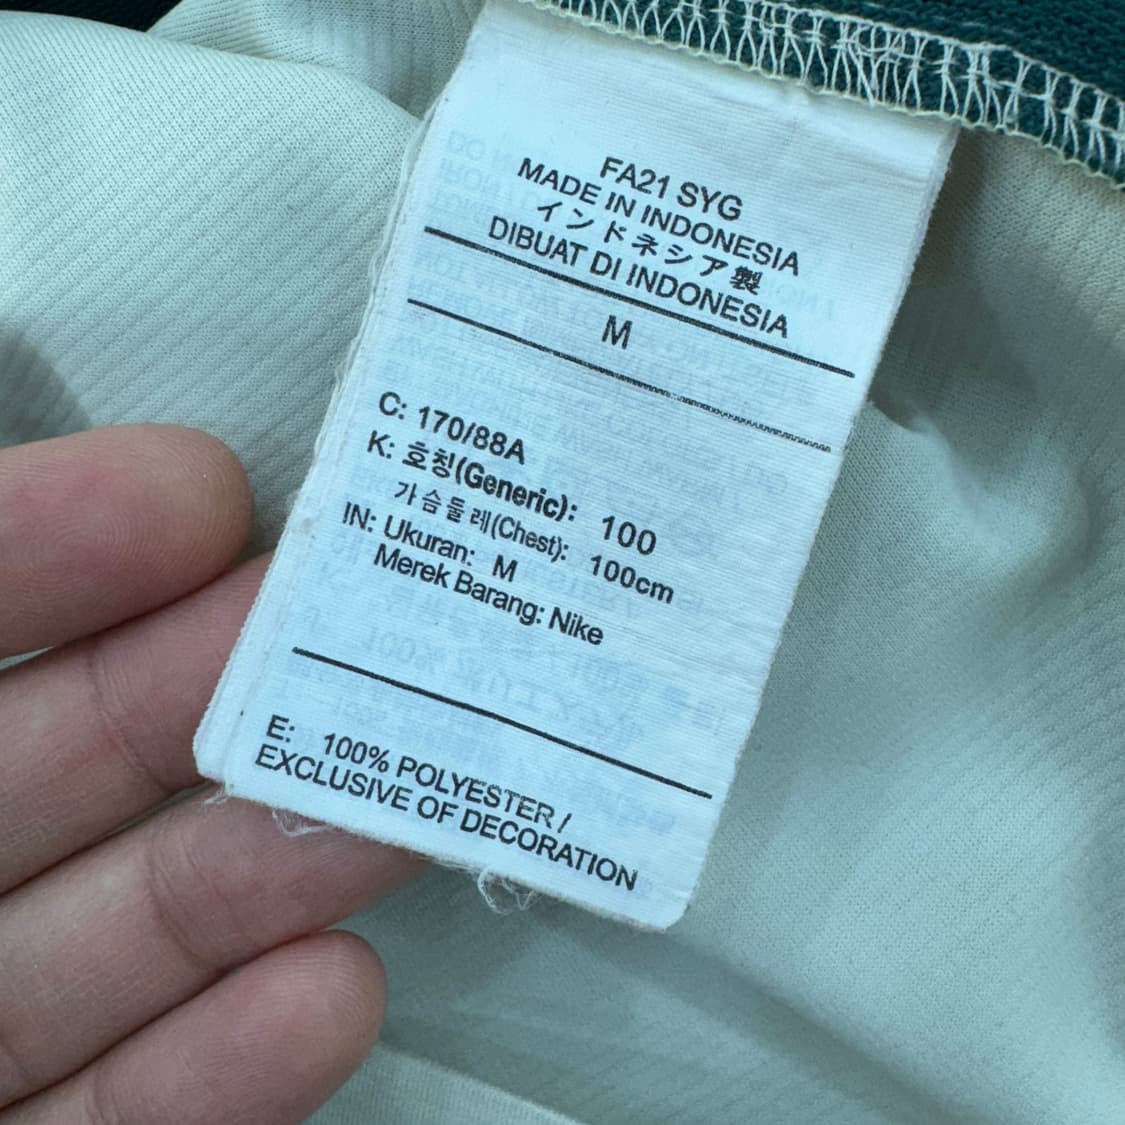 FA21 SYG
MADE IN INDONESIA
インドネシア製
DIBUAT DI INDONESIA
M
C: 170/88A
K: 호칭(Generic): 100
가슴둘레(Chest): 100cm
IN: Ukuran: M
Merek Barang: Nike
E: 100% POLYESTER /
EXCLUSIVE OF DECORATION